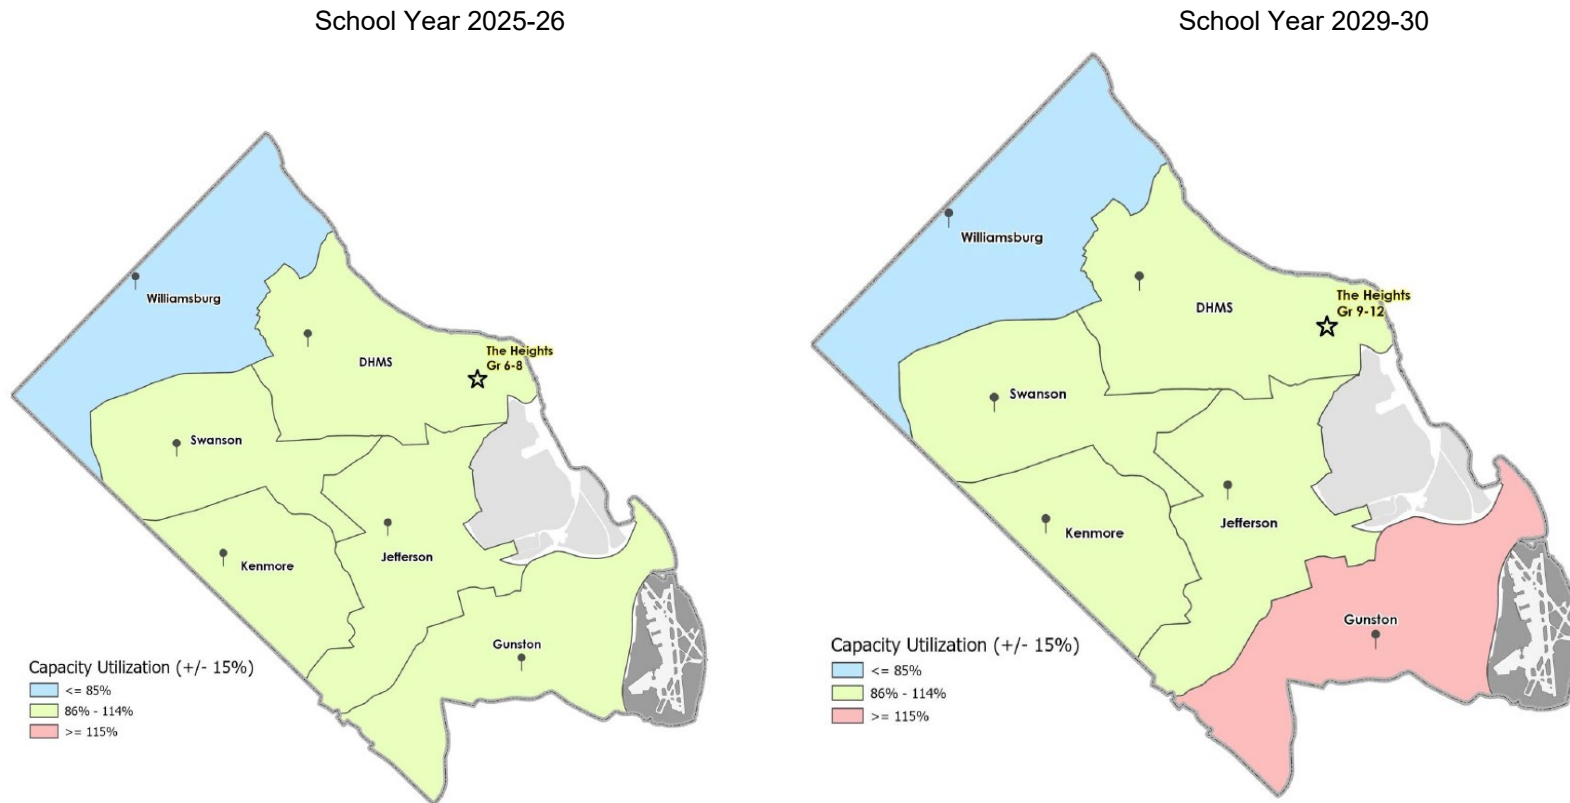 School Year 2025-26
Williamsburg
The Heights
Gr 6-8
DHMS
Swanson
Jefferson
Kenmore
Gunston
Capacity Utilization (+/- 15%)
<= 85%
86% - 114%
>= 115%
School Year 2029-30
Williamsburg
The Heights
Gr 9-12
DHMS
Swanson
Jefferson
Kenmore
Gunston
Capacity Utilization (+/- 15%)
<= 85%
86% - 114%
>= 115%